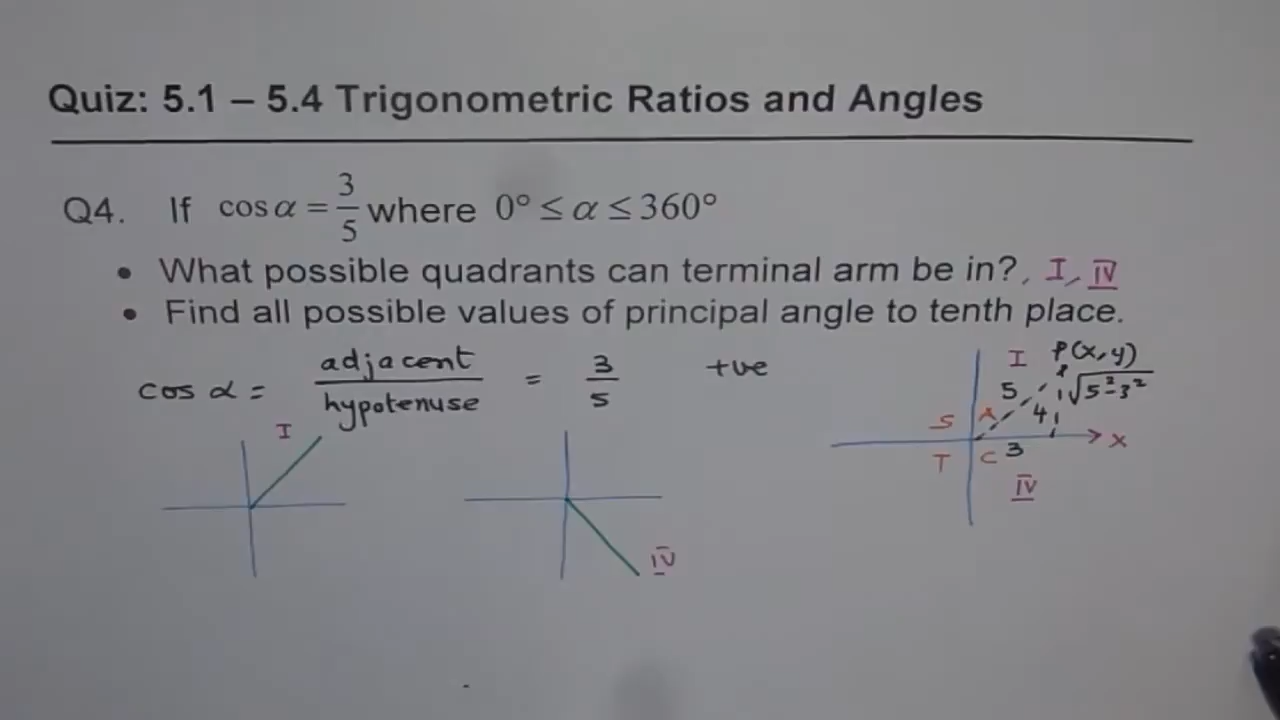 Quiz: 5.1 – 5.4 Trigonometric Ratios and Angles
Q4. If cos α = 3/5 where 0° ≤ α ≤ 360°
• What possible quadrants can terminal arm be in?, I, IV
• Find all possible values of principal angle to tenth place.
cos α = adjacent/hypotenuse = 3/5 +ve
I P(x,y)
5 √5²-3²
S A 4
X
T C 3
IV
I
IV